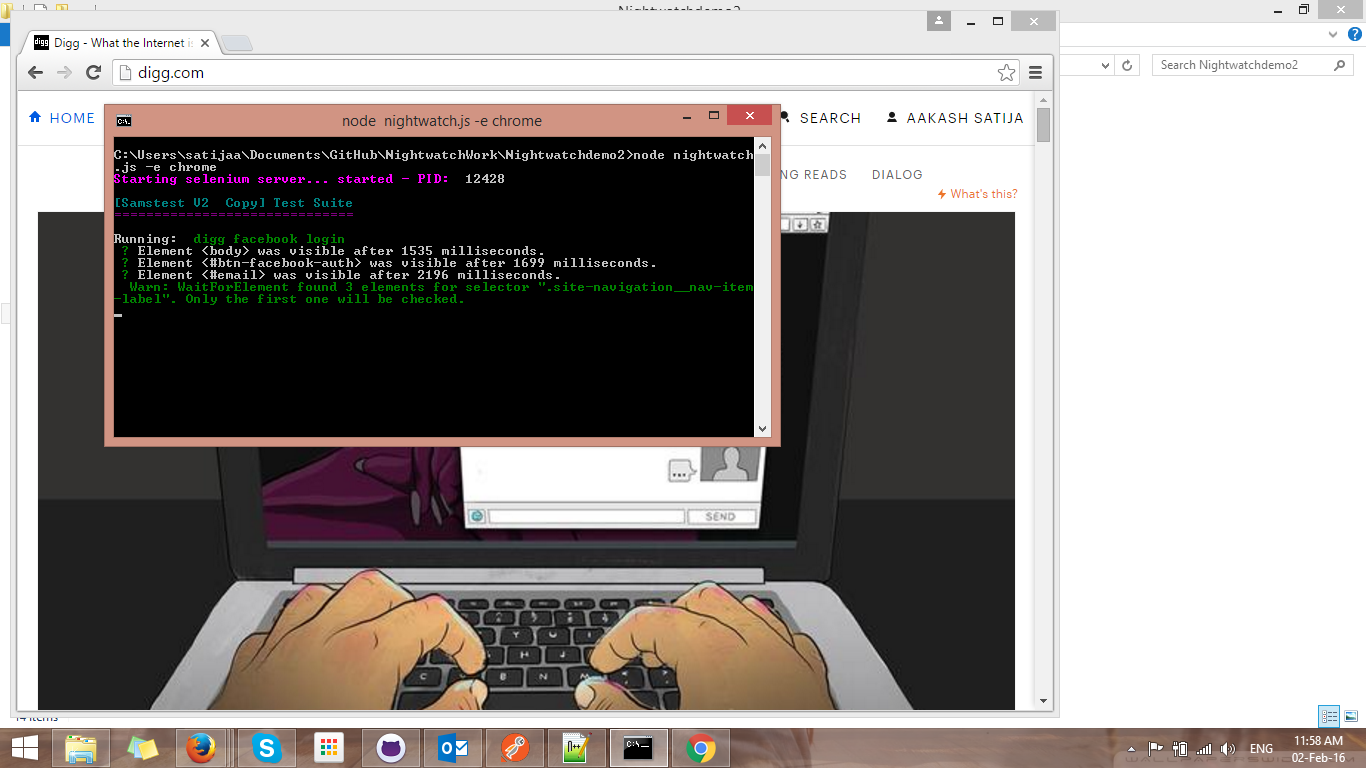 Nightwatchdemo2
Digg - What the Internet is
digg.com
Search Nightwatchdemo2
HOME
SEARCH
AAKASH SATIJA
NG READS
DIALOG
What's this?
node  nightwatch.js -e chrome
C:\Users\satijaa\Documents\GitHub\NightwatchWork\Nightwatchdemo2>node nightwatch
.js -e chrome
Starting selenium server... started - PID:  12428
[Samstest V2  Copy] Test Suite
==============================
Running:  digg facebook login
? Element <body> was visible after 1535 milliseconds.
? Element <#btn-facebook-auth> was visible after 1699 milliseconds.
? Element <#email> was visible after 2196 milliseconds.
Warn: WaitForElement found 3 elements for selector ".site-navigation__nav-item
-label". Only the first one will be checked.
SEND
C V B N M
14 items
ENG
11:58 AM
02-Feb-16